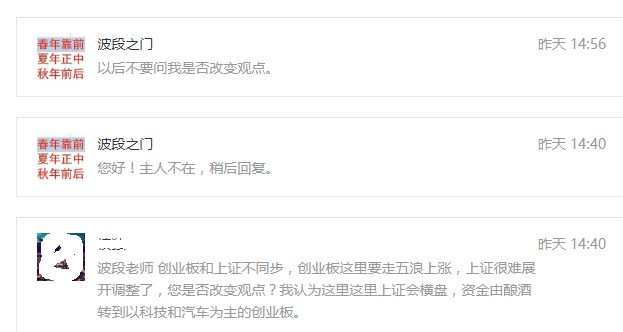 春年靠前
夏年正中
秋年前后
波段之门
昨天 14:56
以后不要问我是否改变观点。
春年靠前
夏年正中
秋年前后
波段之门
昨天 14:40
您好！主人不在，稍后回复。
昨天 14:40
波段老师 创业板和上证不同步，创业板这里要走五浪上涨，上证很难展
开调整了，您是否改变观点？我认为这里这里上证会横盘，资金由酿酒
转到以科技和汽车为主的创业板。